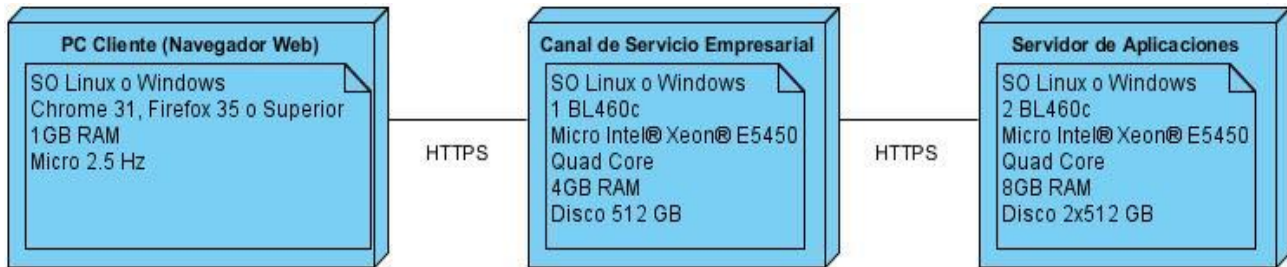 PC Cliente (Navegador Web)
SO Linux o Windows
Chrome 31, Firefox 35 o Superior
1GB RAM
Micro 2.5 Hz
HTTPS
Canal de Servicio Empresarial
SO Linux o Windows
1 BL460c
Micro Intel® Xeon® E5450
Quad Core
4GB RAM
Disco 512 GB
HTTPS
Servidor de Aplicaciones
SO Linux o Windows
2 BL460c
Micro Intel® Xeon® E5450
Quad Core
8GB RAM
Disco 2x512 GB